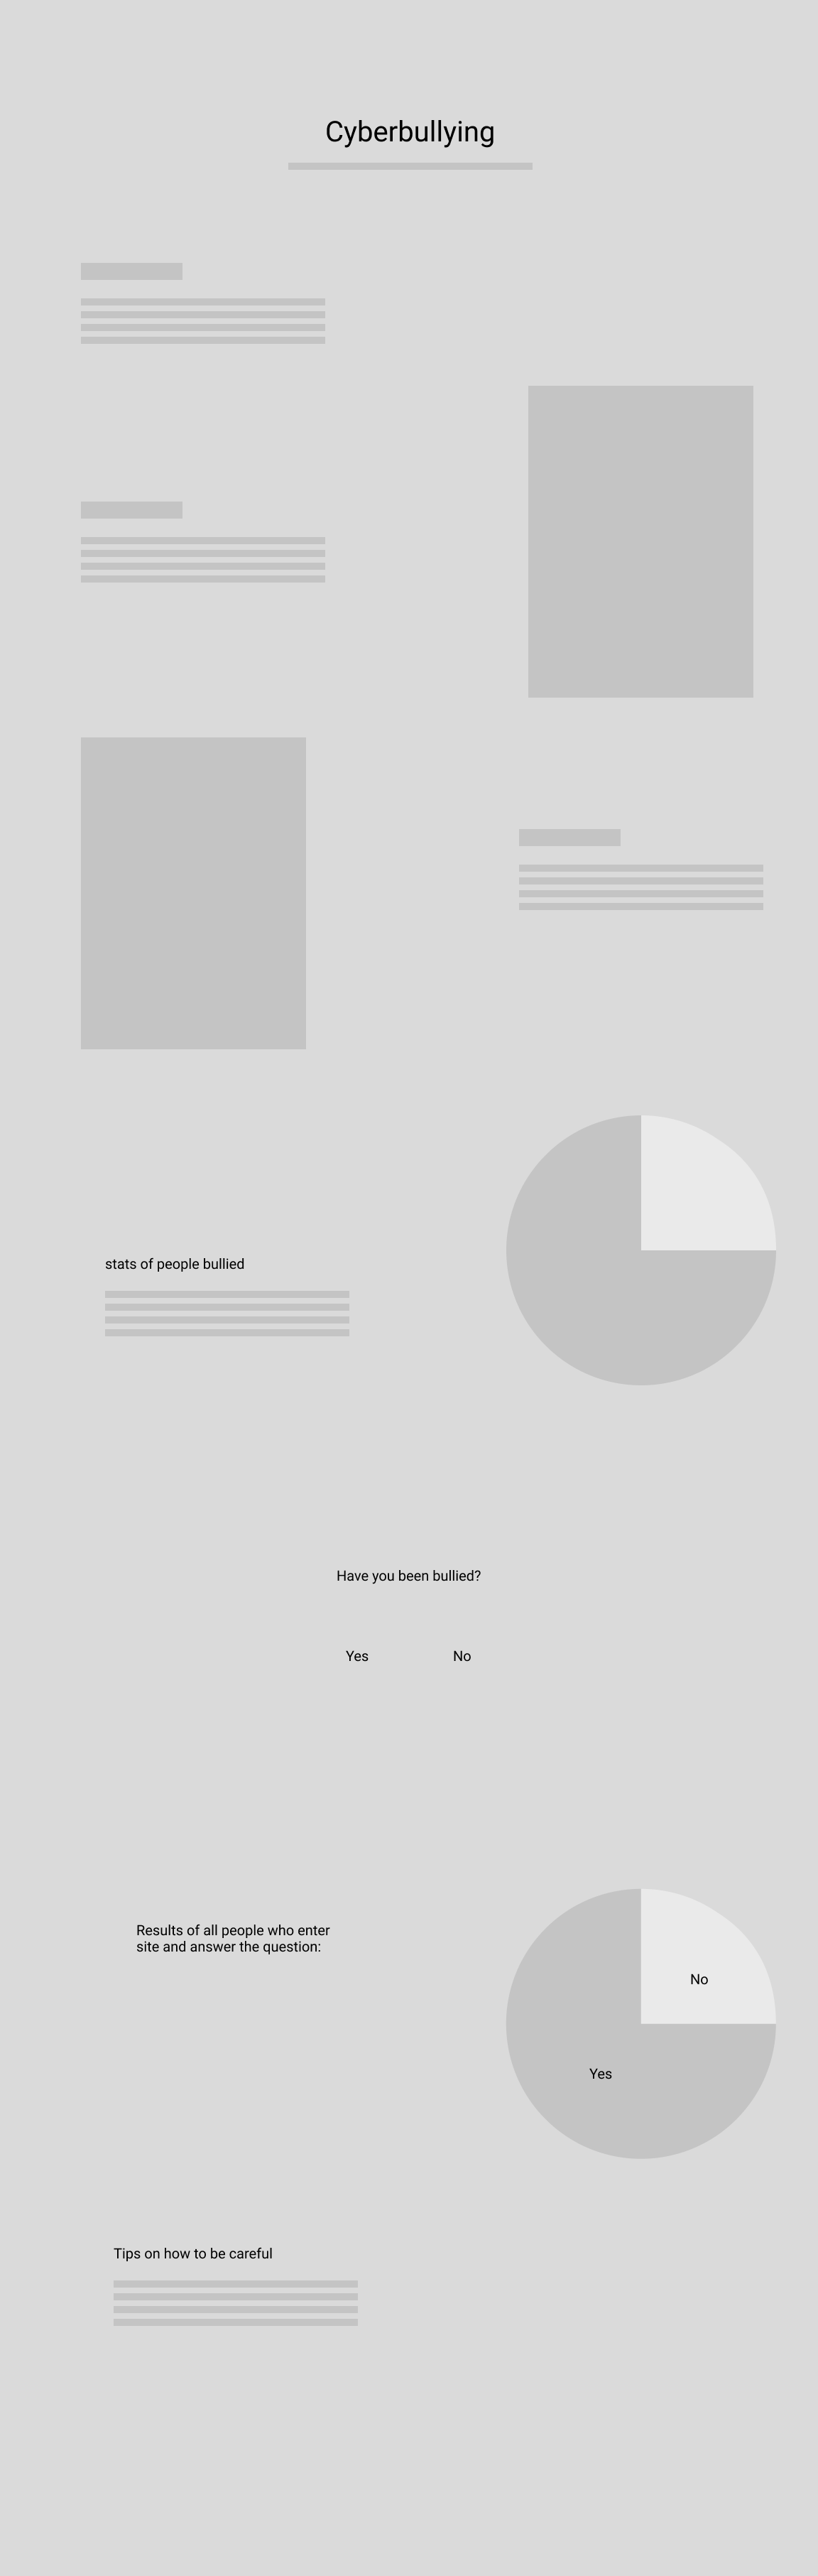 Cyberbullying
stats of people bullied
Have you been bullied?
Yes No
Results of all people who enter
site and answer the question:
No
Yes
Tips on how to be careful